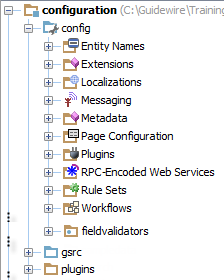 configuration (C:\Guidewire\Training
config
Entity Names
Extensions
Localizations
Messaging
Metadata
Page Configuration
Plugins
RPC-Encoded Web Services
Rule Sets
Workflows
fieldvalidators
gsrc
plugins